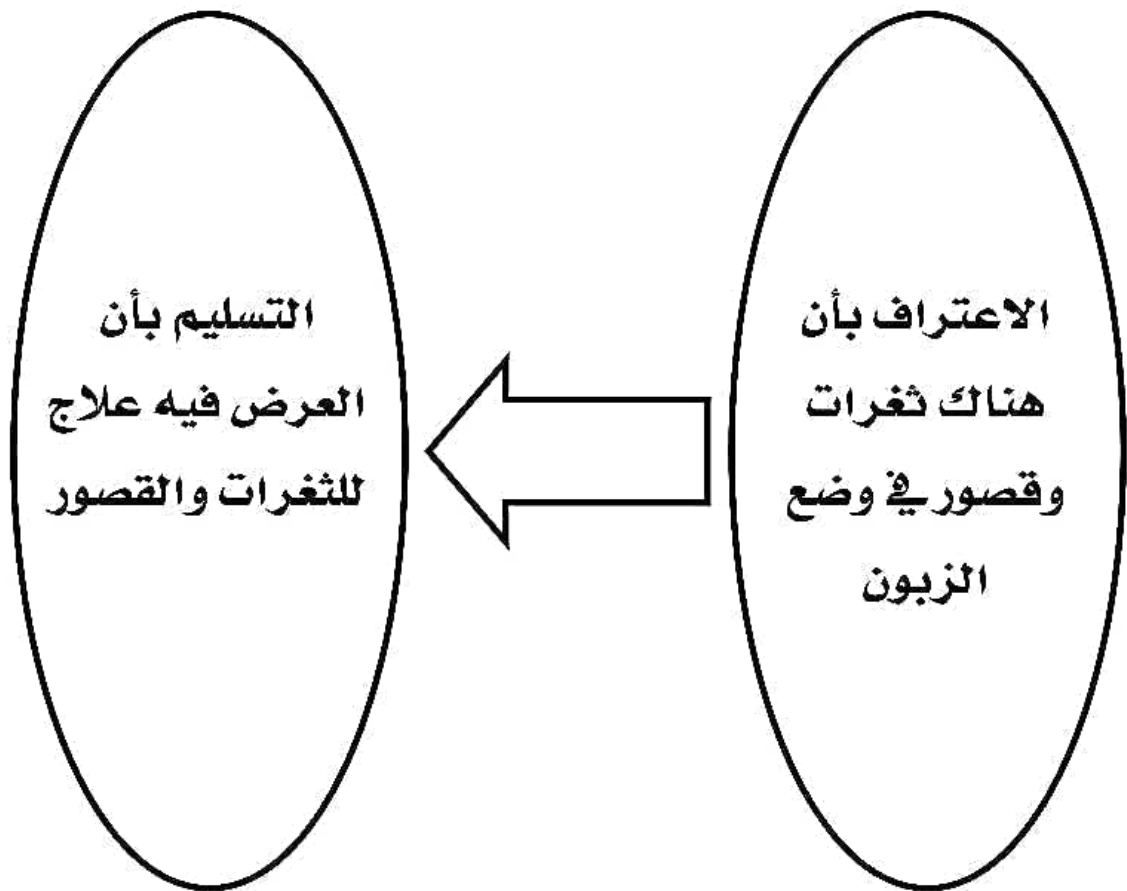 الاعتراف بأن
هناك ثغرات
وقصور في وضع
الزبون
التسليم بأن
العرض فيه علاج
للثغرات والقصور